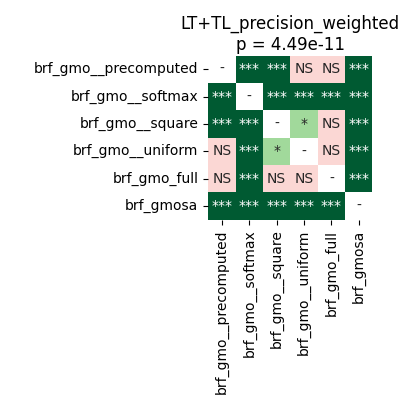 LT+TL_precision_weighted
p = 4.49e-11
brf_gmo__precomputed - *** *** NS NS ***
brf_gmo__softmax *** - *** *** *** ***
brf_gmo__square *** *** - * NS ***
brf_gmo__uniform NS *** * - NS ***
brf_gmo_full NS *** NS NS - ***
brf_gmosa *** *** *** *** *** -
brf_gmo__precomputed
brf_gmo__softmax
brf_gmo__square
brf_gmo__uniform
brf_gmo_full
brf_gmosa